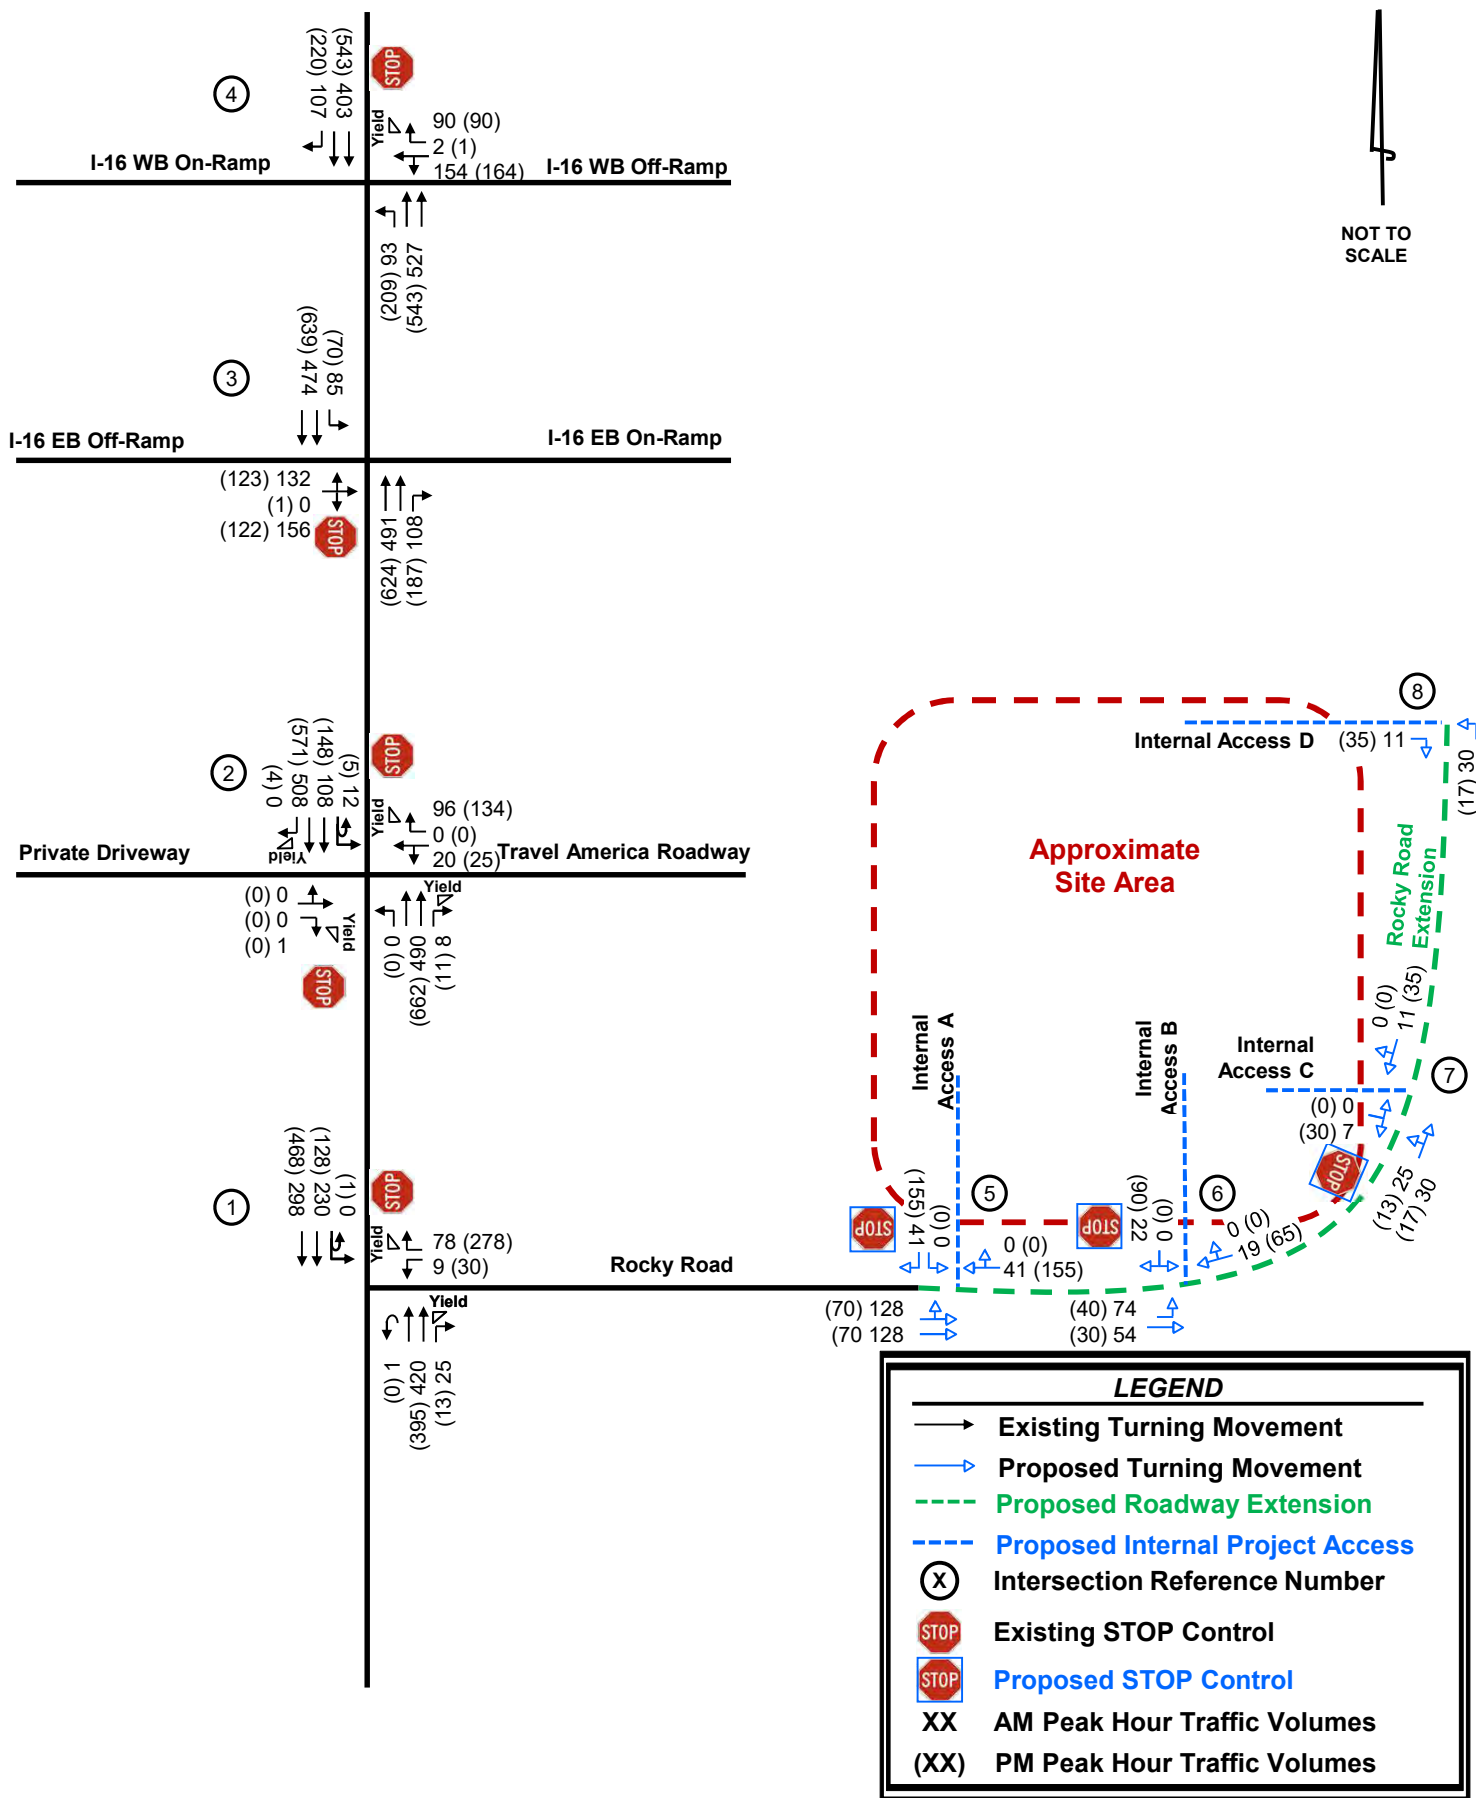 4
(220) 107
(543) 403
STOP
Yield
90 (90)
2 (1)
154 (164)
I-16 WB On-Ramp
I-16 WB Off-Ramp
(209) 93
(543) 527
NOT TO
SCALE
3
(639) 474
(70) 85
I-16 EB Off-Ramp
I-16 EB On-Ramp
(123) 132
(1) 0
(122) 156
STOP
(624) 491
(187) 108
2
(4) 0
(571) 508
(148) 108
(5) 12
STOP
Yield
Yield
96 (134)
0 (0)
20 (25)
Private Driveway
Travel America Roadway
(0) 0
(0) 0
(0) 1
Yield
STOP
Yield
(0) 0
(662) 490
(11) 8
8
Internal Access D
(35) 11
(17) 30
Approximate
Site Area
Rocky Road
Extension
0 (0)
11 (35)
7
Internal
Access A
Internal
Access B
Internal
Access C
(0) 0
(30) 7
STOP
(13) 25
(17) 30
1
(468) 298
(128) 230
(1) 0
STOP
Yield
78 (278)
9 (30)
Rocky Road
Yield
(0) 1
(395) 420
(13) 25
STOP
(155) 41
(0) 0
5
0 (0)
41 (155)
(70) 128
(70 128
STOP
(90) 22
(0) 0
6
0 (0)
19 (65)
(40) 74
(30) 54
LEGEND
Existing Turning Movement
Proposed Turning Movement
Proposed Roadway Extension
Proposed Internal Project Access
X Intersection Reference Number
STOP Existing STOP Control
STOP Proposed STOP Control
XX AM Peak Hour Traffic Volumes
(XX) PM Peak Hour Traffic Volumes